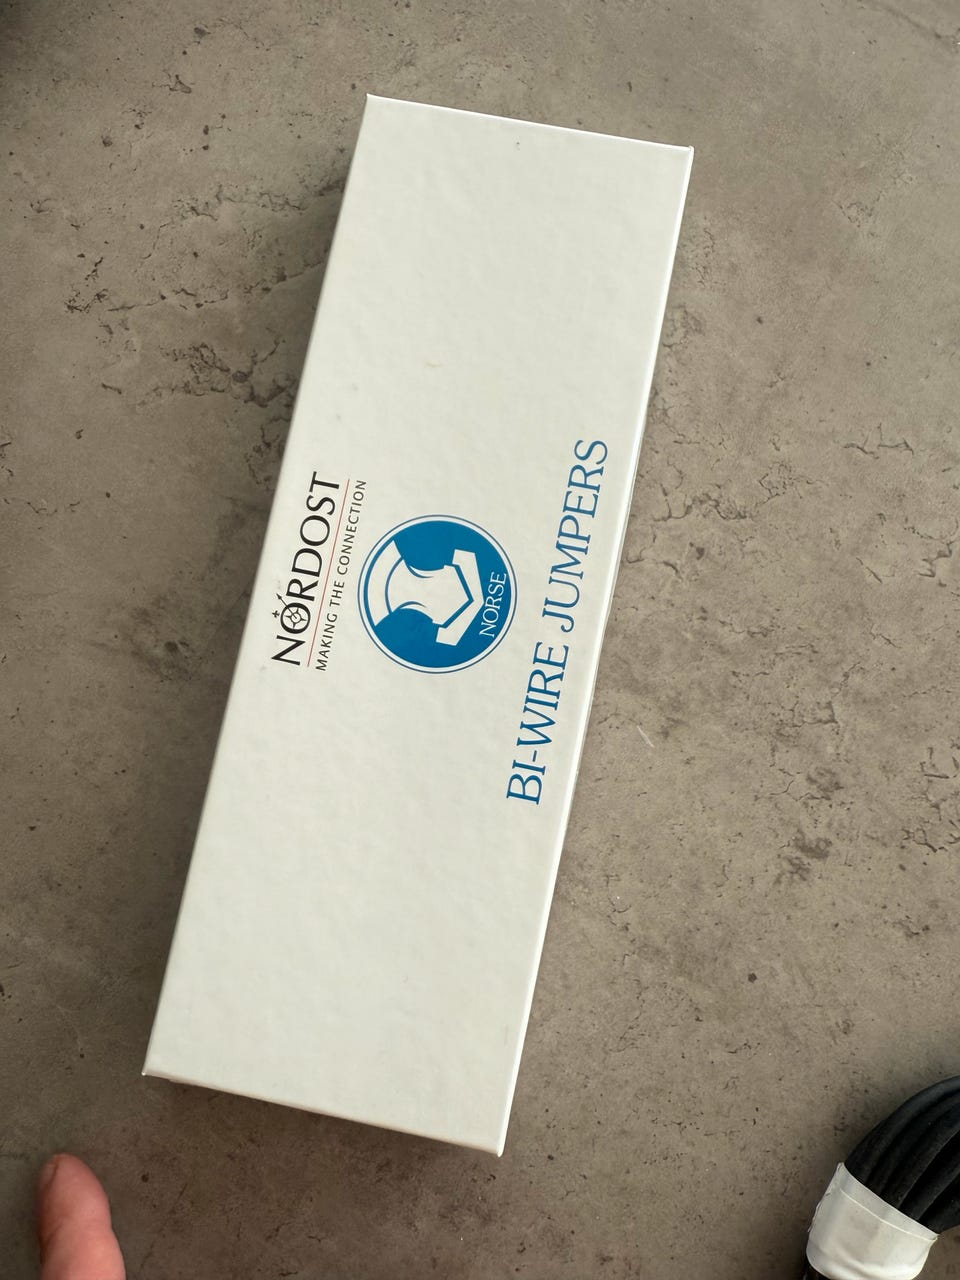 NORDOST
MAKING THE CONNECTION
NORSE
BI-WIRE JUMPERS